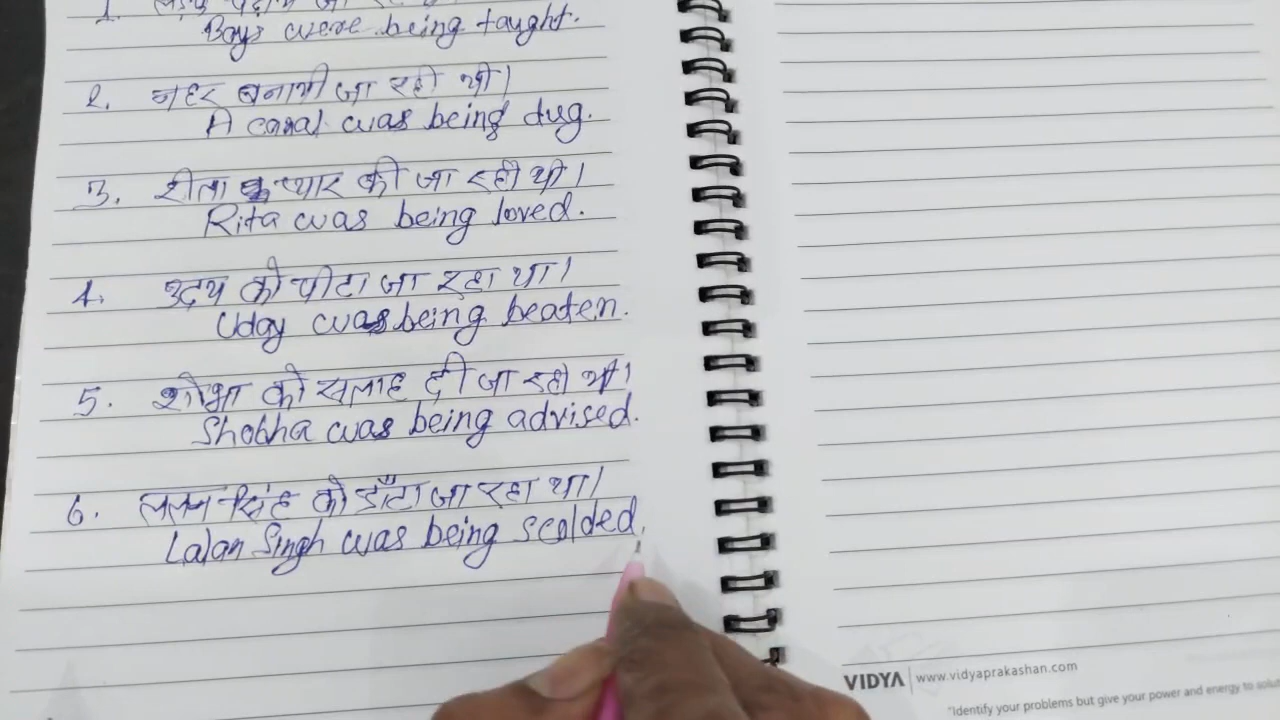 1.
Boys were being taught.
2. नहर बनायी जा रही थी।
A canal was being dug.
3. रीता प्यार की जा रही थी।
Rita was being loved.
4. उदय को पीटा जा रहा था।
Uday was being beaten.
5. शोभा को सलाह दी जा रही थी।
Shobha was being advised.
6. ललन सिंह को डाँटा जा रहा था।
Lalan Singh was being scolded.
VIDYA | www.vidyaprakashan.com
"Identify your problems but give your power and energy to